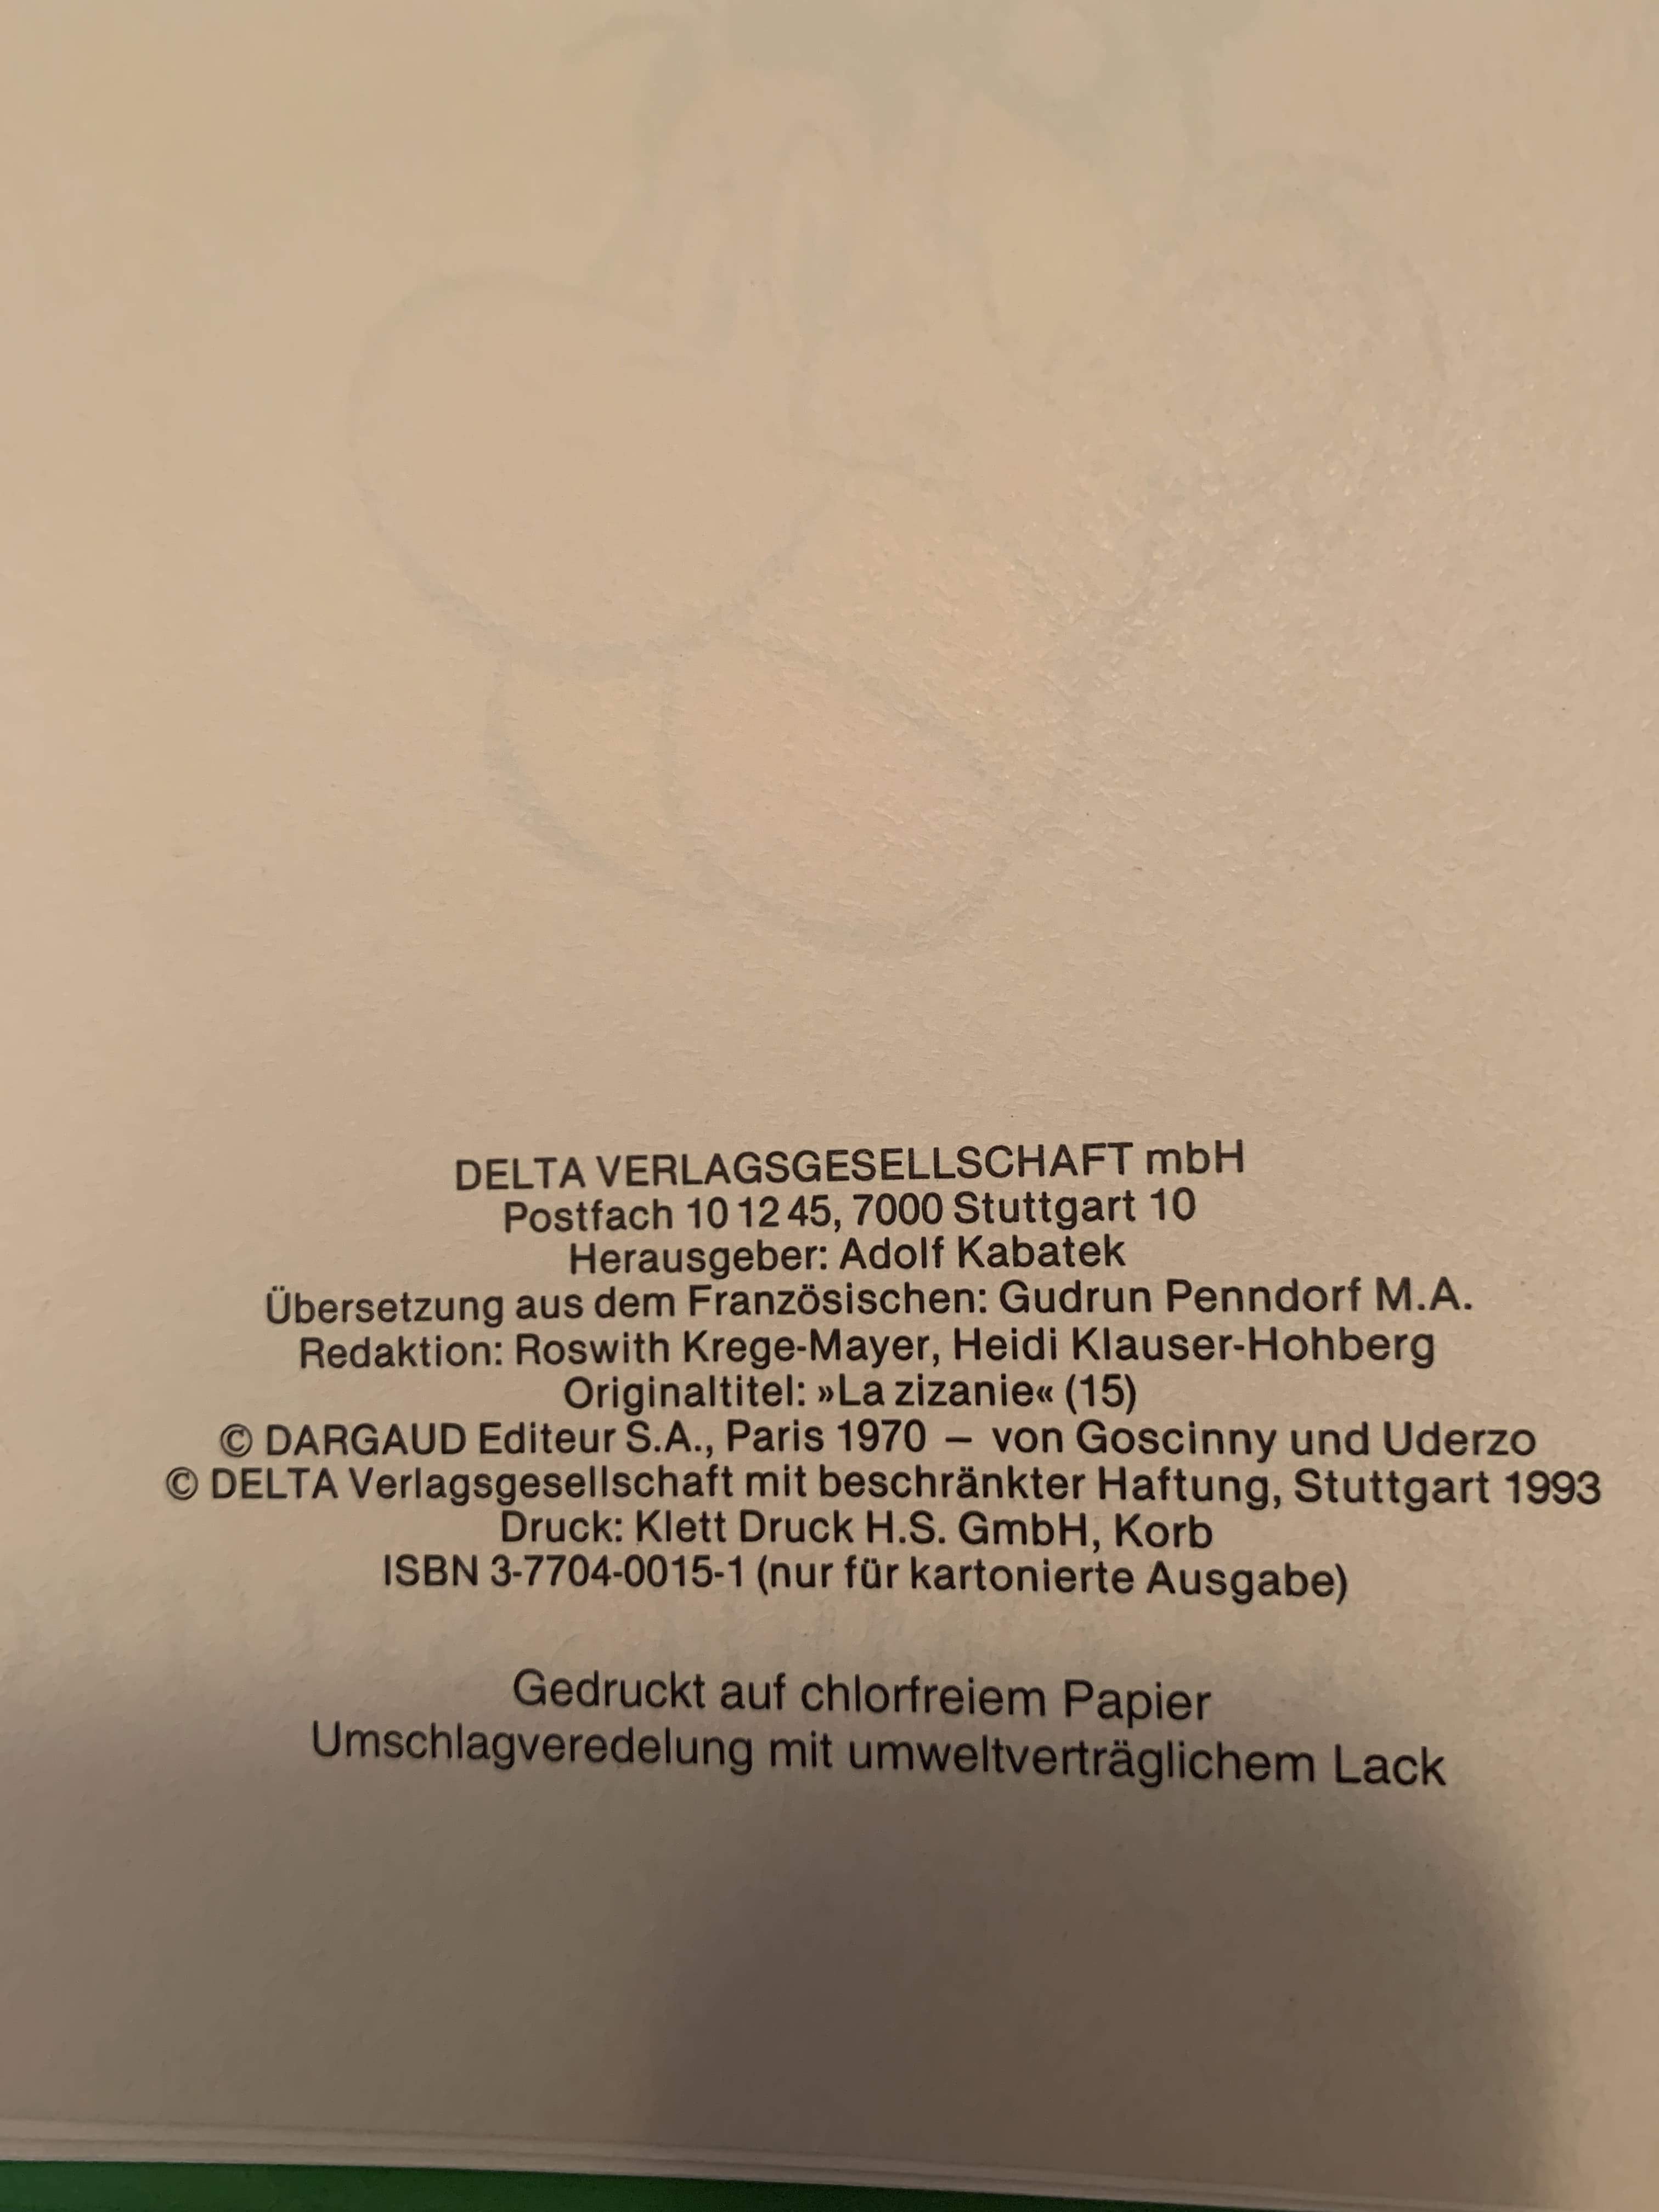 DELTA VERLAGSGESELLSCHAFT mbH
Postfach 10 12 45, 7000 Stuttgart 10
Herausgeber: Adolf Kabatek
Übersetzung aus dem Französischen: Gudrun Penndorf M.A.
Redaktion: Roswith Krege-Mayer, Heidi Klauser-Hohberg
Originaltitel: »La zizanie« (15)
© DARGAUD Editeur S.A., Paris 1970 – von Goscinny und Uderzo
© DELTA Verlagsgesellschaft mit beschränkter Haftung, Stuttgart 1993
Druck: Klett Druck H.S. GmbH, Korb
ISBN 3-7704-0015-1 (nur für kartonierte Ausgabe)
Gedruckt auf chlorfreiem Papier
Umschlagveredelung mit umweltverträglichem Lack